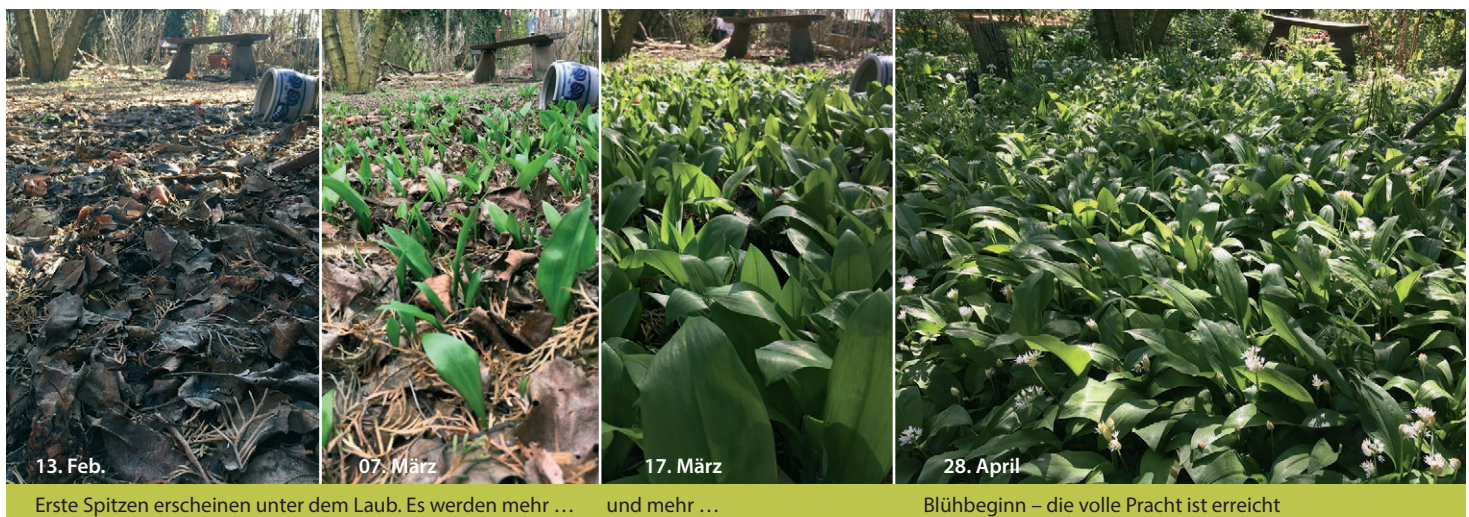 13. Feb.
07. März
17. März
28. April
Erste Spitzen erscheinen unter dem Laub. Es werden mehr …
und mehr …
Blühbeginn – die volle Pracht ist erreicht